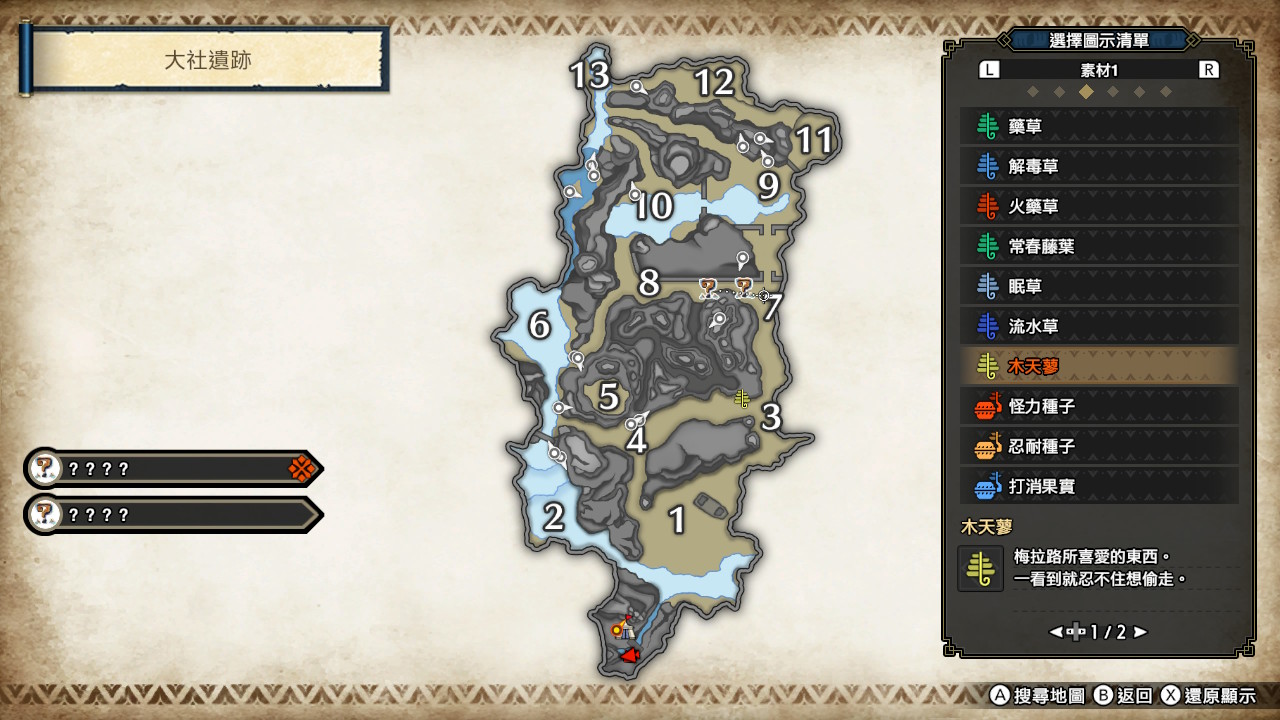 大社遺跡
選擇圖示清單
L 素材1 R
藥草
解毒草
火藥草
常春藤葉
眠草
流水草
木天蓼
怪力種子
忍耐種子
打消果實
木天蓼
梅拉路所喜愛的東西。
一看到就忍不住想偷走。
1/2
13
12
11
9
10
8
7
6
5
4
3
2
1
？？？？
？？？？
A搜尋地圖 B返回 X還原顯示